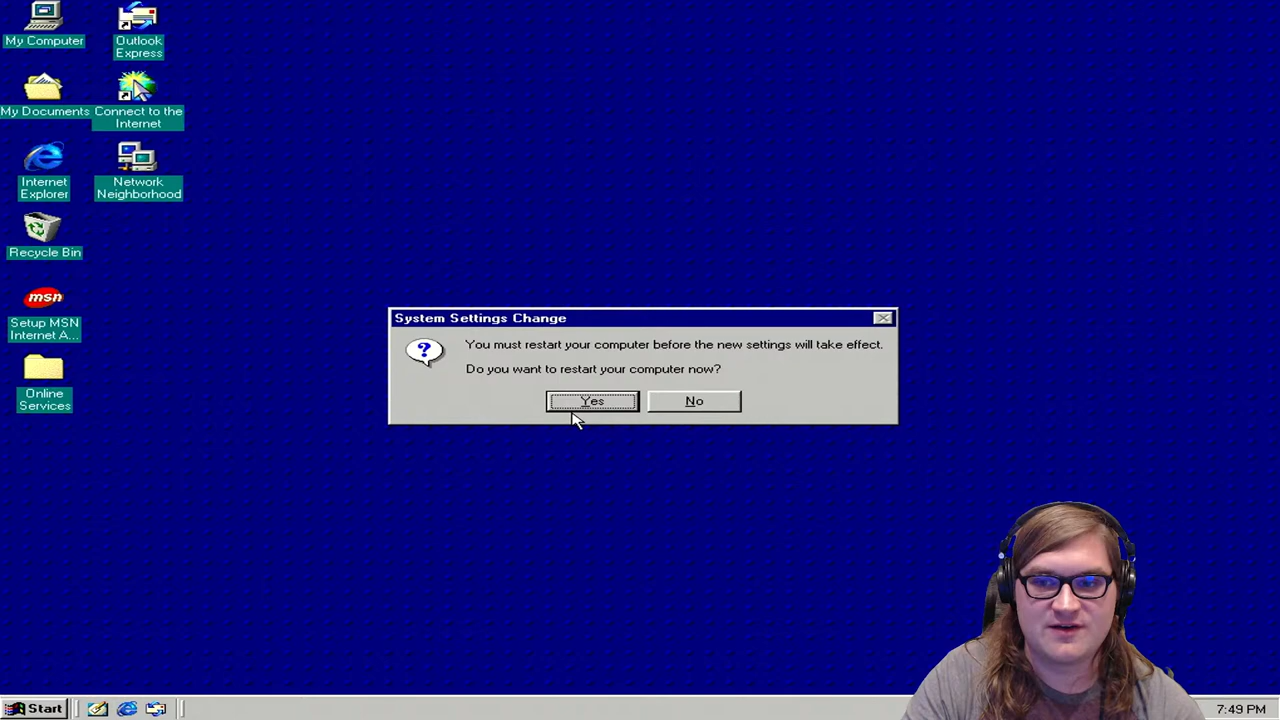 My Computer
Outlook
Express
My Documents
Connect to the
Internet
Internet
Explorer
Network
Neighborhood
Recycle Bin
msn
Setup MSN
Internet A...
Online
Services
System Settings Change
You must restart your computer before the new settings will take effect.
Do you want to restart your computer now?
Yes
No
Start
7:49 PM